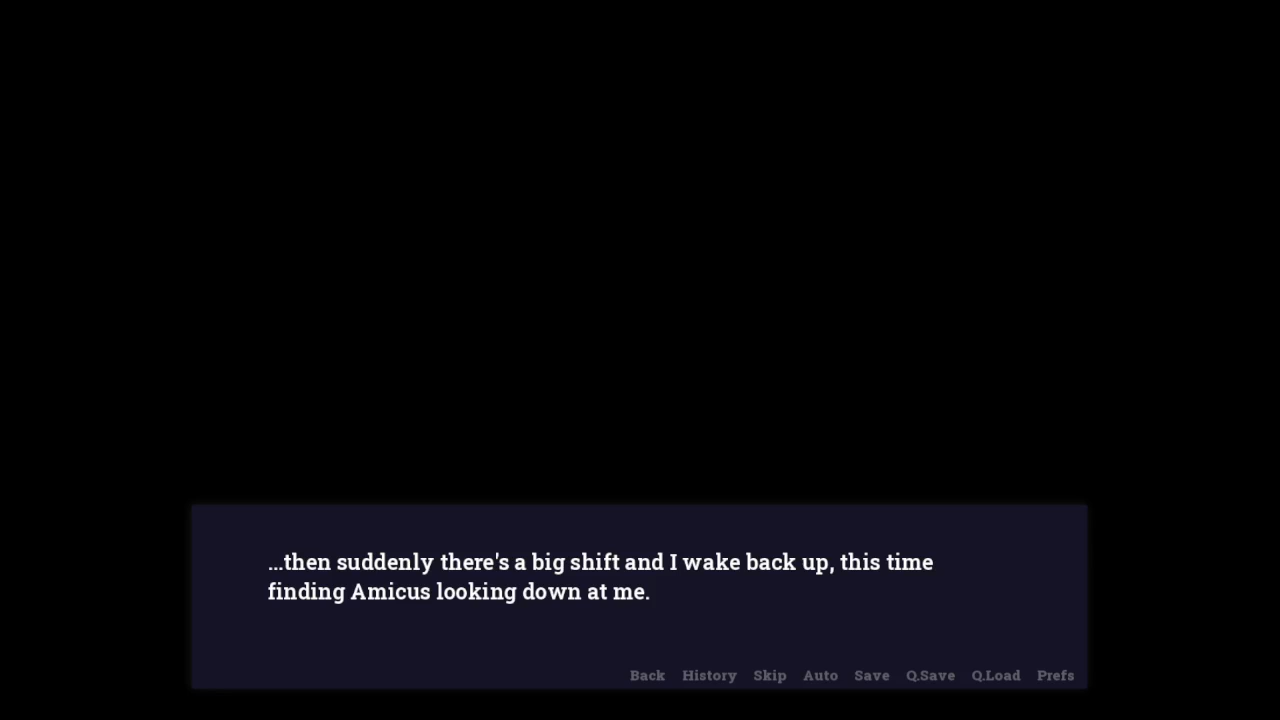 ...then suddenly there's a big shift and I wake back up, this time
finding Amicus looking down at me.
Back History Skip Auto Save Q.Save Q.Load Prefs